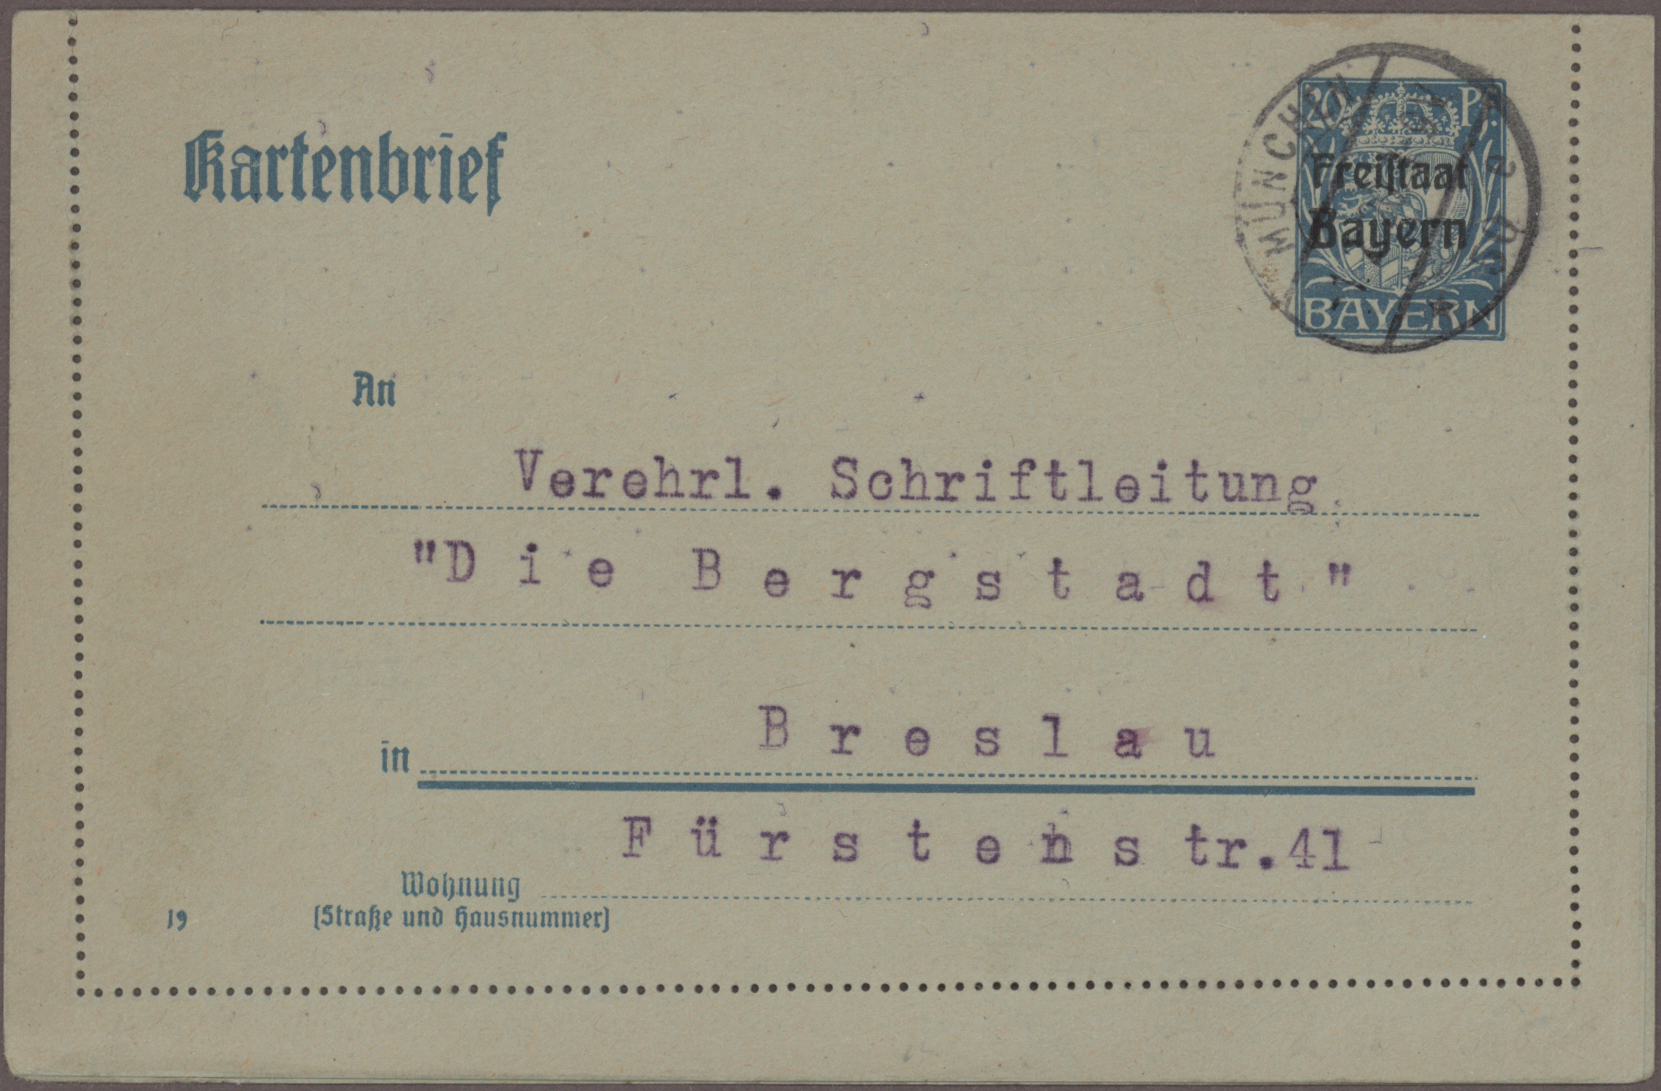 Kartenbrief
20 Pf.
Freistaat
Bayern
BAYERN
MÜNCHEN
An
Verehrl. Schriftleitung
"Die Bergstadt"
in Breslau
Fürstenstr.41
Wohnung
(Straße und Hausnummer)
19